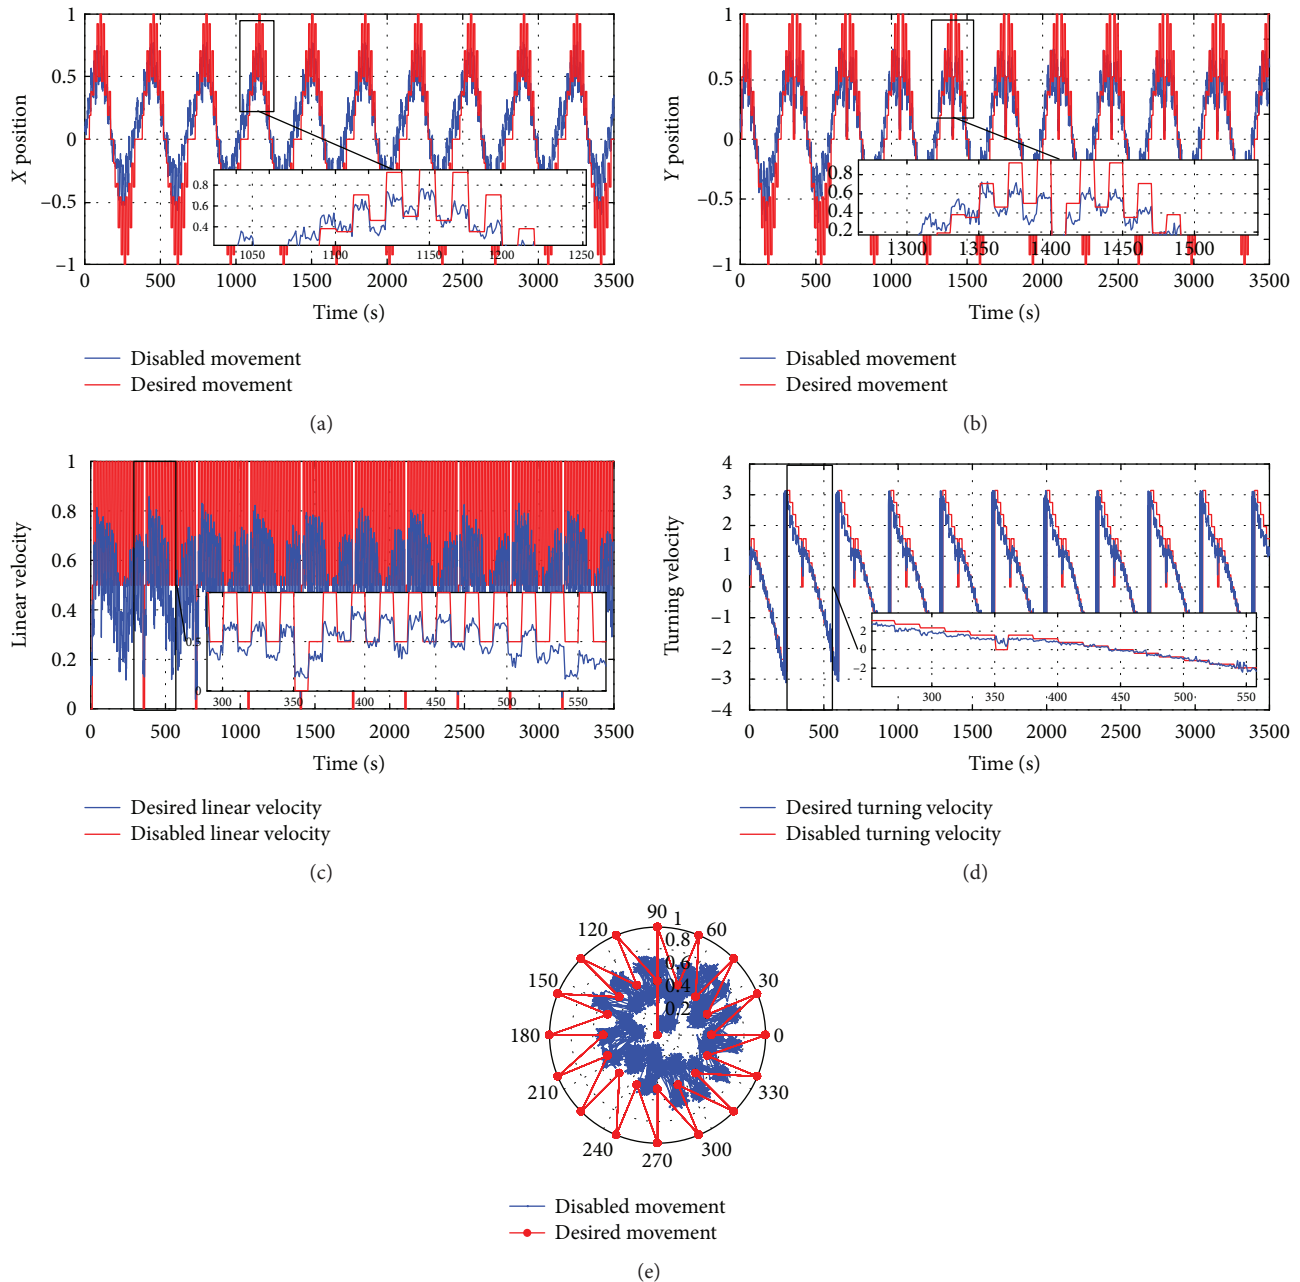 1
0.5
0
−0.5
−1
X position
0.8
0.6
0.4
1050
1100
1150
1200
1250
0 500 1000 1500 2000 2500 3000 3500
Time (s)
Disabled movement
Desired movement
(a)
1
0.5
0
−0.5
−1
Y position
0.8
0.6
0.4
0.2
1300 1350 1400 1450 1500
0 500 1000 1500 2000 2500 3000 3500
Time (s)
Disabled movement
Desired movement
(b)
1
0.8
0.6
0.4
0.2
0
Linear velocity
0.5
0
300 350 400 450 500 550
0 500 1000 1500 2000 2500 3000 3500
Time (s)
Desired linear velocity
Disabled linear velocity
(c)
4
3
2
1
0
−1
−2
−3
−4
Turning velocity
2
0
−2
300 350 400 450 500 550
0 500 1000 1500 2000 2500 3000 3500
Time (s)
Desired turning velocity
Disabled turning velocity
(d)
90 1
120 0.8 60
0.6
150 0.4 30
0.2
180 0
210 330
240 300
270
Disabled movement
Desired movement
(e)